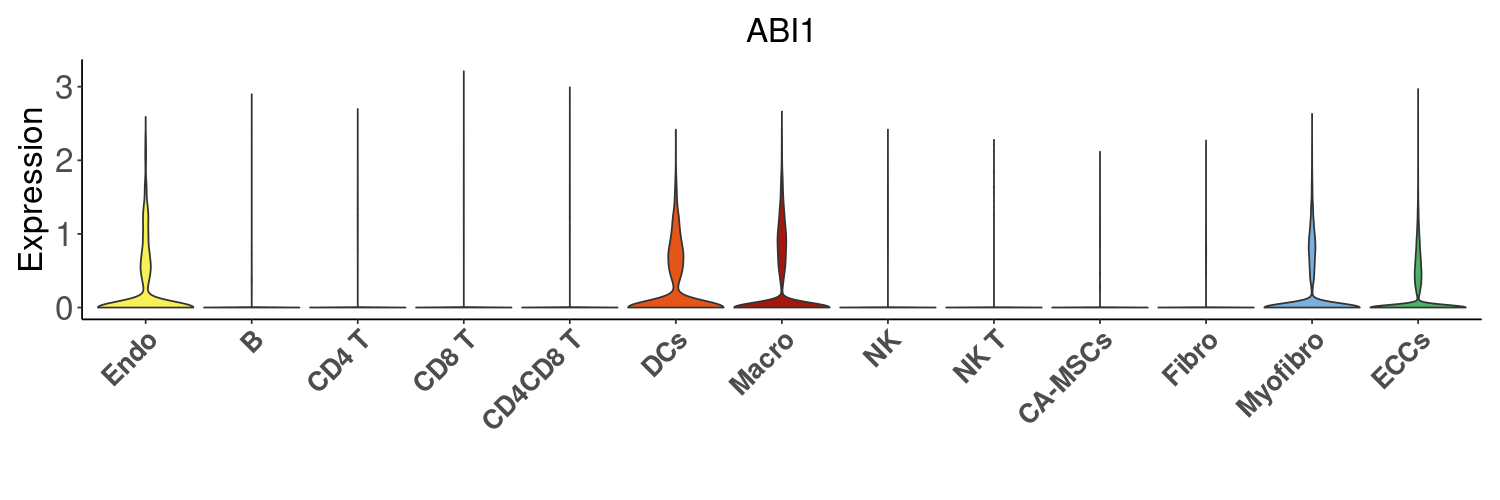 ABI1
Expression
3
2
1
0
Endo
B
CD4 T
CD8 T
CD4CD8 T
DCs
Macro
NK
NK T
CA-MSCs
Fibro
Myofibro
ECCs